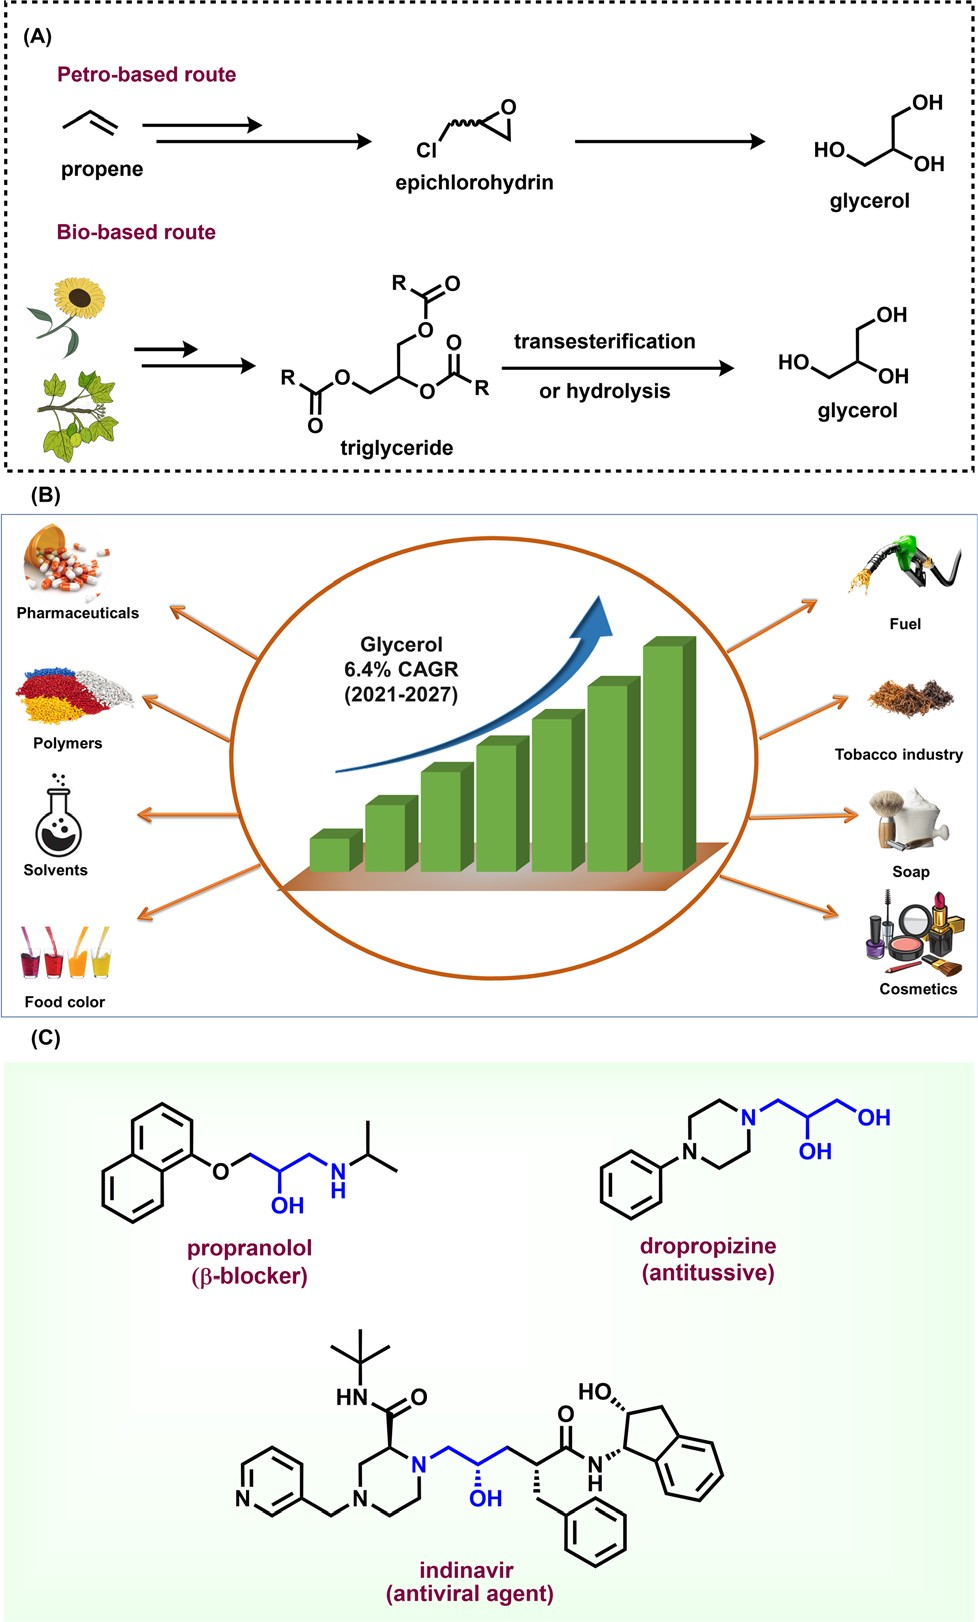 (A)
Petro-based route
propene
Cl
O
epichlorohydrin
OH
HO
OH
glycerol
Bio-based route
R
O
O
O
R
O
O
R
O
triglyceride
transesterification
or hydrolysis
OH
HO
OH
glycerol
(B)
Pharmaceuticals
Polymers
Solvents
Food color
Glycerol
6.4% CAGR
(2021-2027)
Fuel
Tobacco industry
Soap
Cosmetics
(C)
O
OH
N
H
propranolol
(β-blocker)
N
N
OH
OH
dropropizine
(antitussive)
HN
O
N
N
N
OH
O
N
H
HO
indinavir
(antiviral agent)